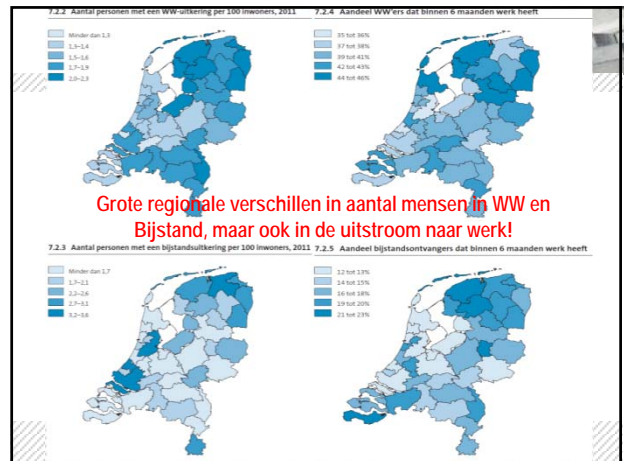 7.2.2 Aantal personen met een WW-uitkering per 100 inwoners, 2011
Minder dan 1,3
1,3–1,4
1,5–1,6
1,7–1,9
2,0–2,3
7.2.4 Aandeel WW'ers dat binnen 6 maanden werk heeft
35 tot 36%
37 tot 38%
39 tot 41%
42 tot 43%
44 tot 46%
Grote regionale verschillen in aantal mensen in WW en
Bijstand, maar ook in de uitstroom naar werk!
7.2.3 Aantal personen met een bijstandsuitkering per 100 inwoners, 2011
Minder dan 1,7
1,7–2,1
2,2–2,6
2,7–3,1
3,2–3,6
7.2.5 Aandeel bijstandsontvangers dat binnen 6 maanden werk heeft
12 tot 13%
14 tot 15%
16 tot 18%
19 tot 20%
21 tot 23%